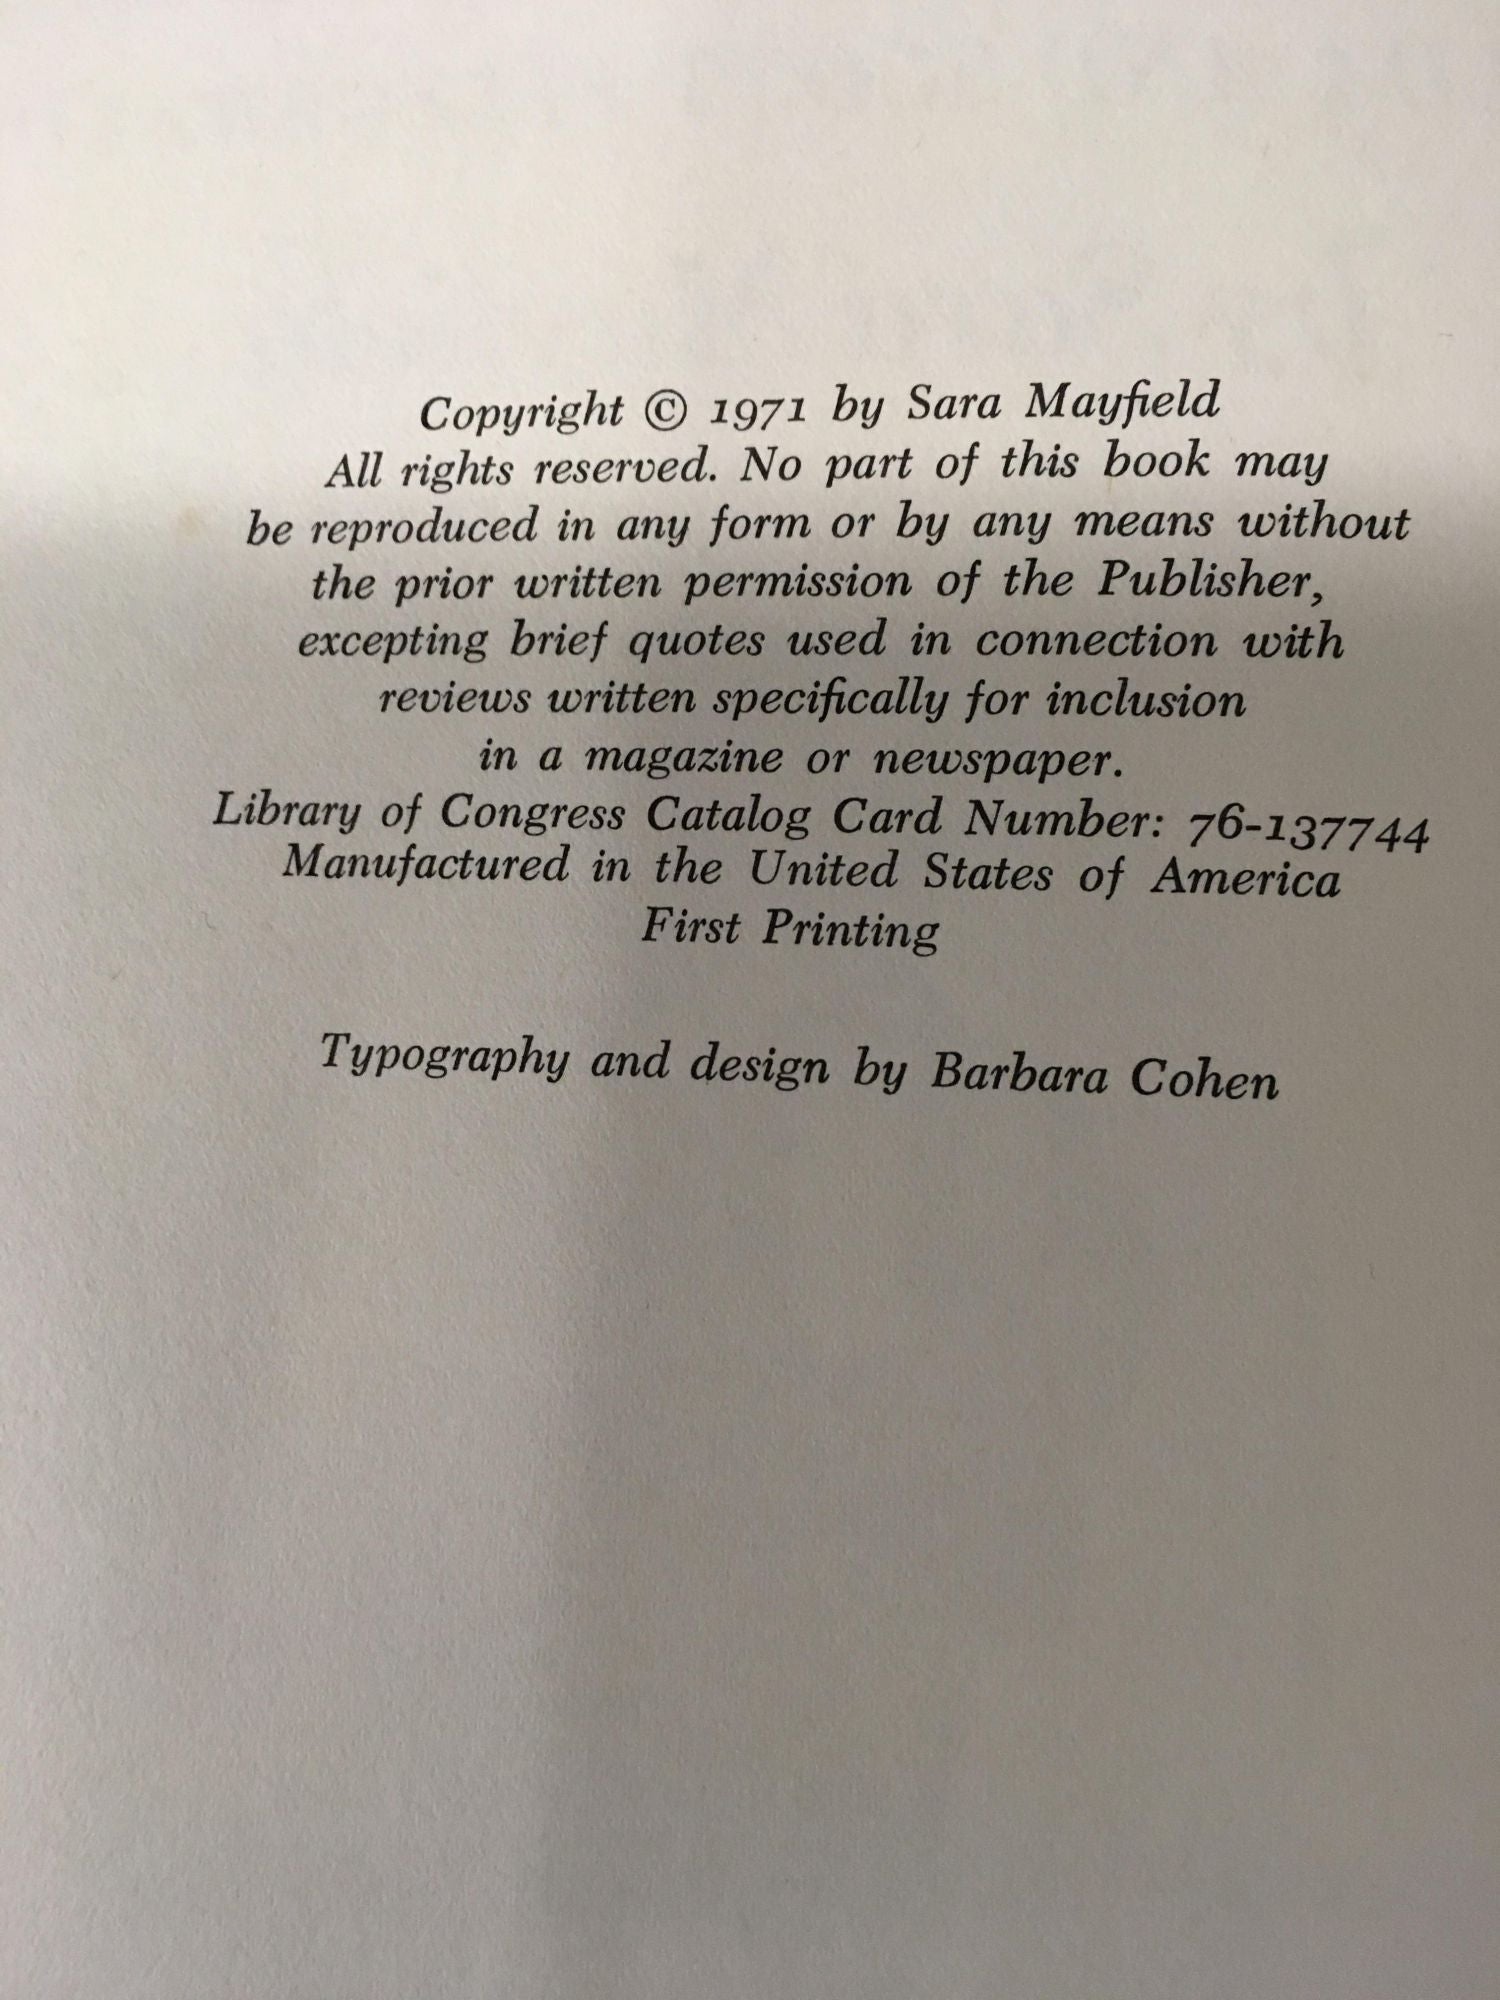 Copyright © 1971 by Sara Mayfield
All rights reserved. No part of this book may
be reproduced in any form or by any means without
the prior written permission of the Publisher,
excepting brief quotes used in connection with
reviews written specifically for inclusion
in a magazine or newspaper.
Library of Congress Catalog Card Number: 76-137744
Manufactured in the United States of America
First Printing
Typography and design by Barbara Cohen